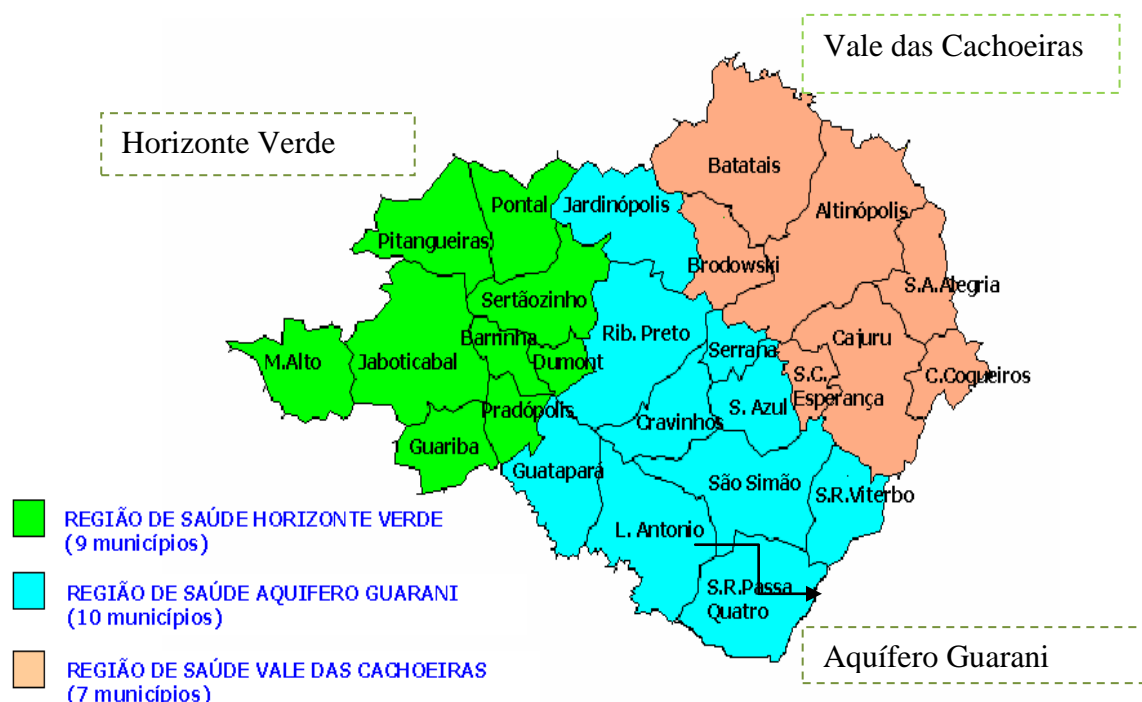 Vale das Cachoeiras
Horizonte Verde
Batatais
Pontal
Jardinópolis
Altinópolis
Pitangueiras
Brodowski
S.A.Alegria
Sertãozinho
Rib. Preto
Barrinha
Serrana
Cajuru
M.Alto
Jaboticabal
Dumont
S.C.
Esperança
C.Coqueiros
Pradópolis
S. Azul
Cravinhos
Guariba
Guatapará
São Simão
S.R.Viterbo
L. Antonio
S.R.Passa
Quatro
REGIÃO DE SAÚDE HORIZONTE VERDE
(9 municípios)
REGIÃO DE SAÚDE AQUIFERO GUARANI
(10 municípios)
REGIÃO DE SAÚDE VALE DAS CACHOEIRAS
(7 municípios)
Aquífero Guarani